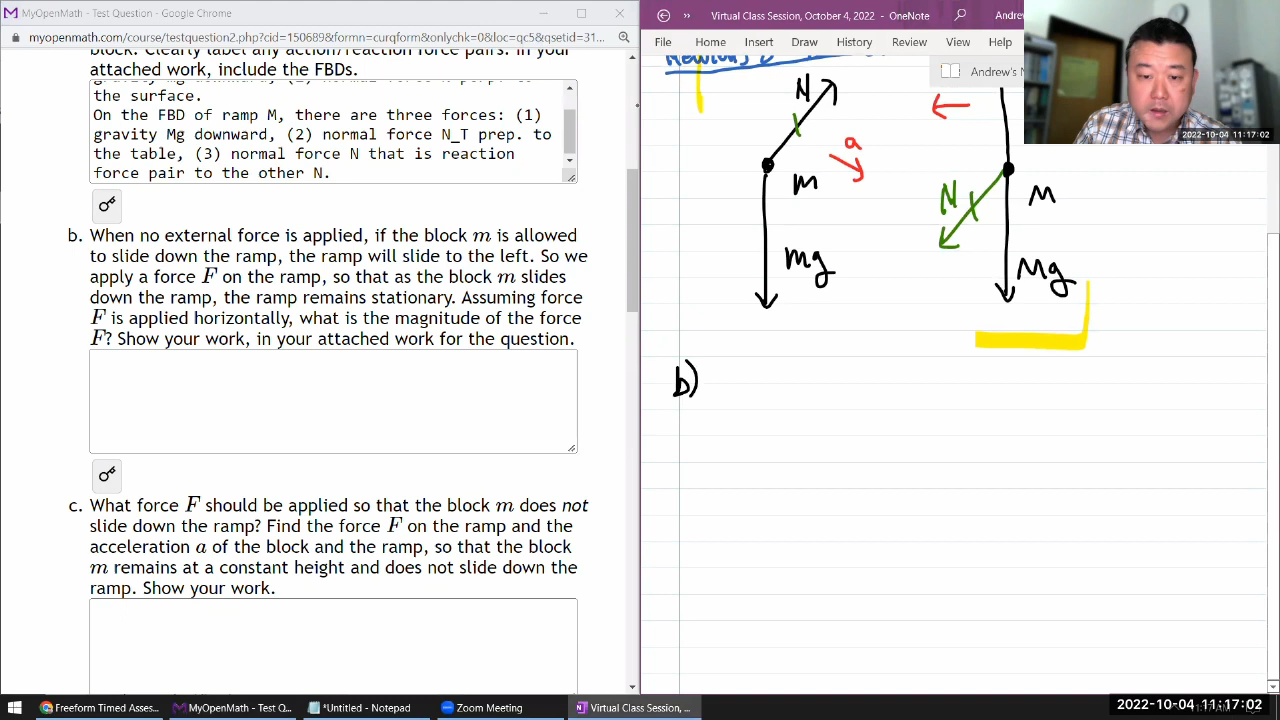 MyOpenMath - Test Question - Google Chrome
myopenmath.com/course/testquestion2.php?cid=150689&formn=curqform&onlychk=0&loc=qc5&qsetid=31...
block. Clearly label any action/reaction force pairs. In your
attached work, include the FBDs.
the surface.
On the FBD of ramp M, there are three forces: (1)
gravity Mg downward, (2) normal force N_T prep. to
the table, (3) normal force N that is reaction
force pair to the other N.
b. When no external force is applied, if the block m is allowed
to slide down the ramp, the ramp will slide to the left. So we
apply a force F on the ramp, so that as the block m slides
down the ramp, the ramp remains stationary. Assuming force
F is applied horizontally, what is the magnitude of the force
F? Show your work, in your attached work for the question.
c. What force F should be applied so that the block m does not
slide down the ramp? Find the force F on the ramp and the
acceleration a of the block and the ramp, so that the block
m remains at a constant height and does not slide down the
ramp. Show your work.
Virtual Class Session, October 4, 2022 - OneNote
Andrew
File Home Insert Draw History Review View Help
Andrew's N
2022-10-04 11:17:02
N
a
m
mg
N
M
Mg
b)
Freeform Timed Asses...
MyOpenMath - Test Qu...
*Untitled - Notepad
Zoom Meeting
Virtual Class Session, ...
2022-10-04 11:17:02